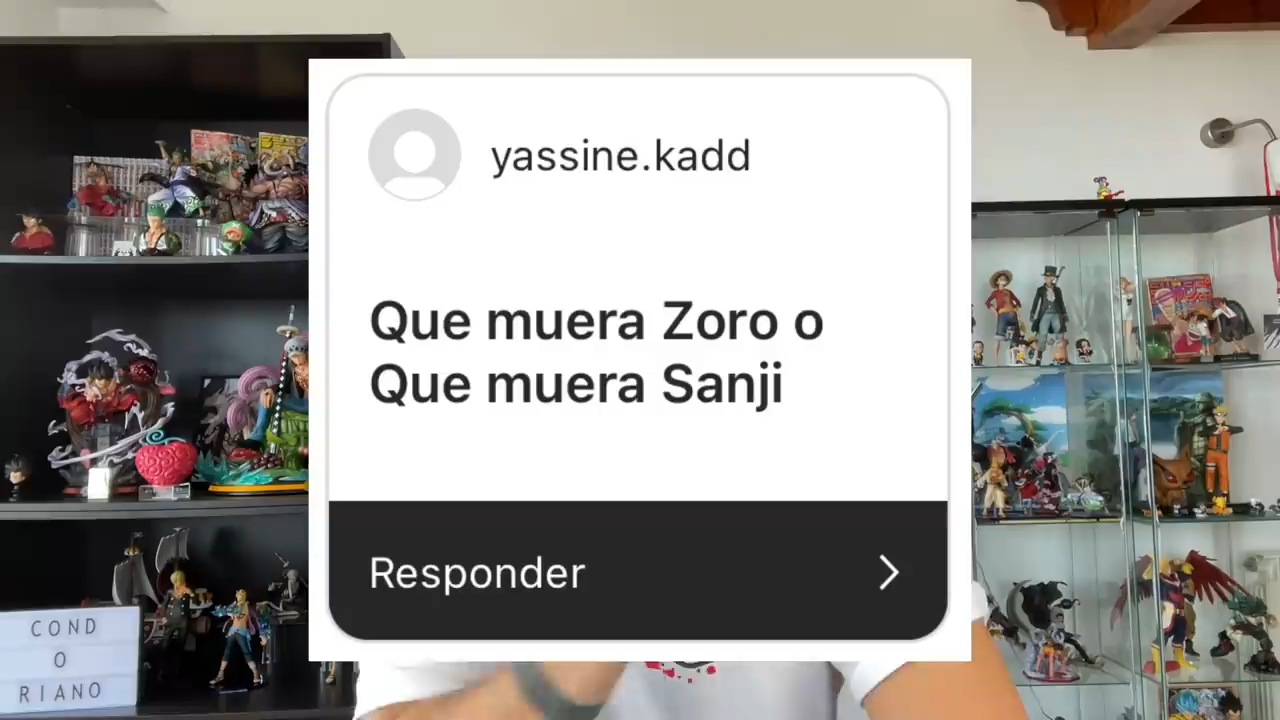 yassine.kadd
Que muera Zoro o
Que muera Sanji
Responder
COND
O
RIANO